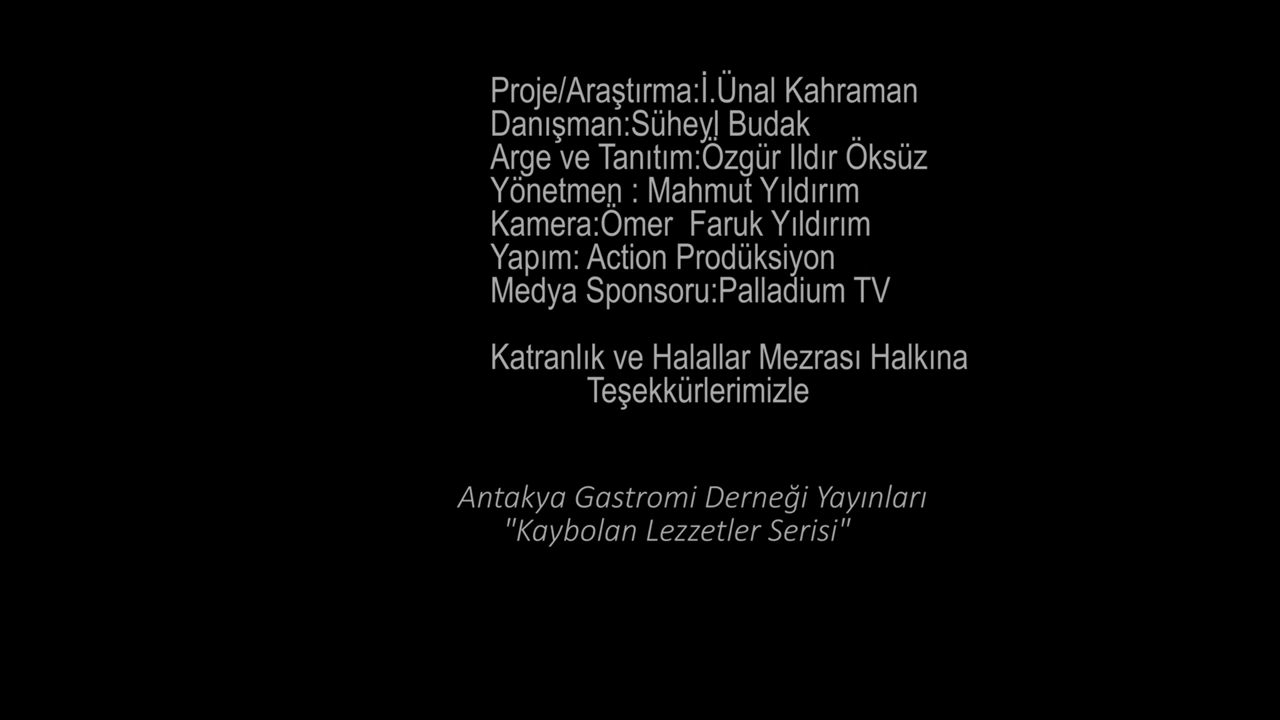 Proje/Araştırma:İ.Ünal Kahraman
Danışman:Süheyl Budak
Arge ve Tanıtım:Özgür Ildır Öksüz
Yönetmen : Mahmut Yıldırım
Kamera:Ömer  Faruk Yıldırım
Yapım: Action Prodüksiyon
Medya Sponsoru:Palladium TV
Katranlık ve Halallar Mezrası Halkına
Teşekkürlerimizle
Antakya Gastromi Derneği Yayınları
"Kaybolan Lezzetler Serisi"